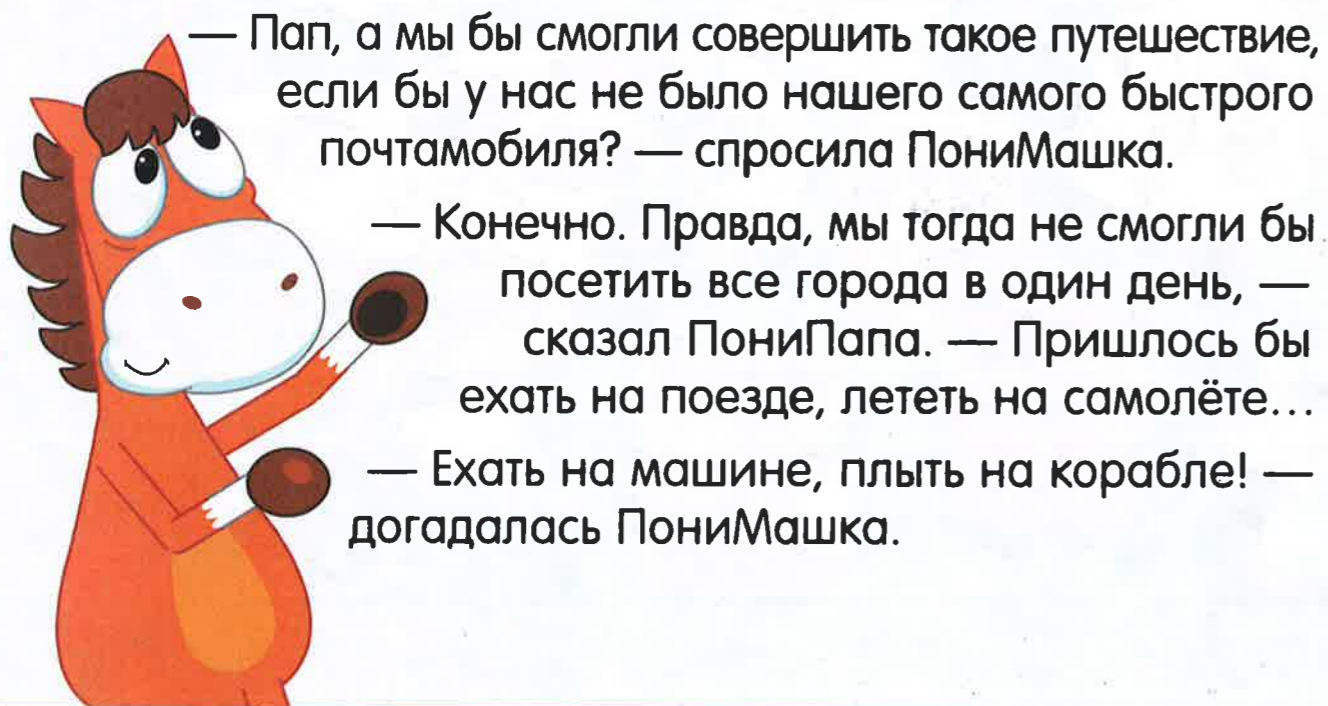 — Пап, а мы бы смогли совершить такое путешествие,
если бы у нас не было нашего самого быстрого
почтамобиля? — спросила ПониМашка.
— Конечно. Правда, мы тогда не смогли бы
посетить все города в один день, —
сказал ПониПапа. — Пришлось бы
ехать на поезде, лететь на самолёте...
— Ехать на машине, плыть на корабле! —
догадалась ПониМашка.